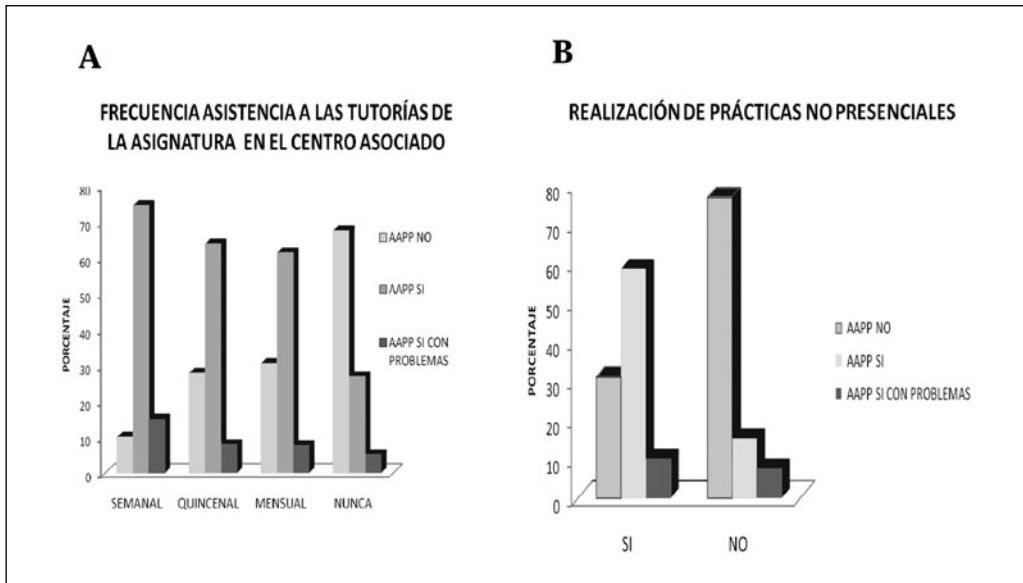 A
FRECUENCIA ASISTENCIA A LAS TUTORÍAS DE
LA ASIGNATURA EN EL CENTRO ASOCIADO
80
70
60
50
40
30
20
10
0
PORCENTAJE
SEMANAL QUINCENAL MENSUAL NUNCA
AAPP NO
AAPP SI
AAPP SI CON
PROBLEMAS
B
REALIZACIÓN DE PRÁCTICAS NO PRESENCIALES
80
70
60
50
40
30
20
10
0
PORCENTAJE
SI NO
AAPP NO
AAPP SI
AAPP SI CON PROBLEMAS